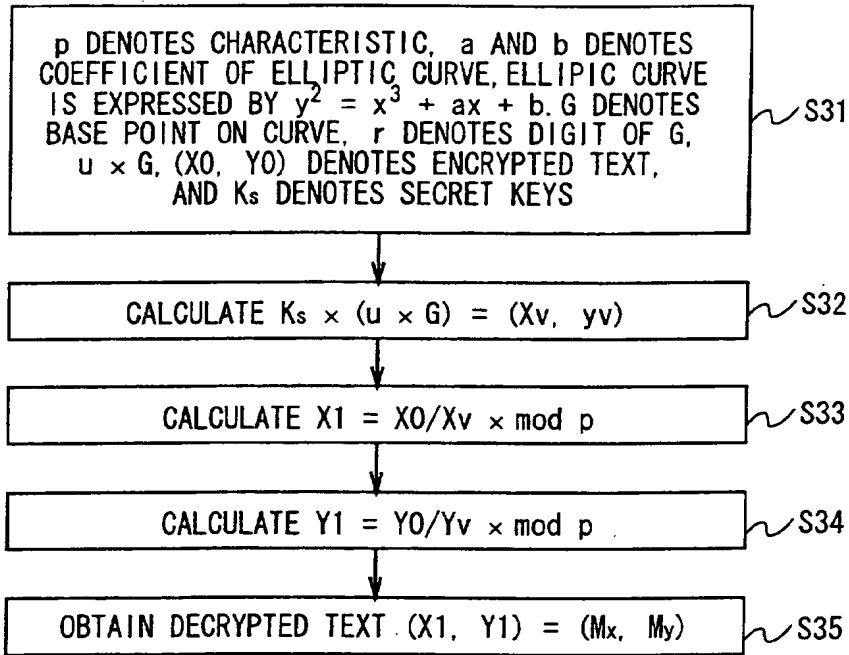 p DENOTES CHARACTERISTIC, a AND b DENOTES
COEFFICIENT OF ELLIPTIC CURVE, ELLIPIC CURVE
IS EXPRESSED BY y² = x³ + ax + b. G DENOTES
BASE POINT ON CURVE, r DENOTES DIGIT OF G,
u × G, (X0, Y0) DENOTES ENCRYPTED TEXT,
AND Ks DENOTES SECRET KEYS
S31
CALCULATE Ks × (u × G) = (Xv, yv)
S32
CALCULATE X1 = X0/Xv × mod p
S33
CALCULATE Y1 = Y0/Yv × mod p
S34
OBTAIN DECRYPTED TEXT (X1, Y1) = (Mx, My)
S35